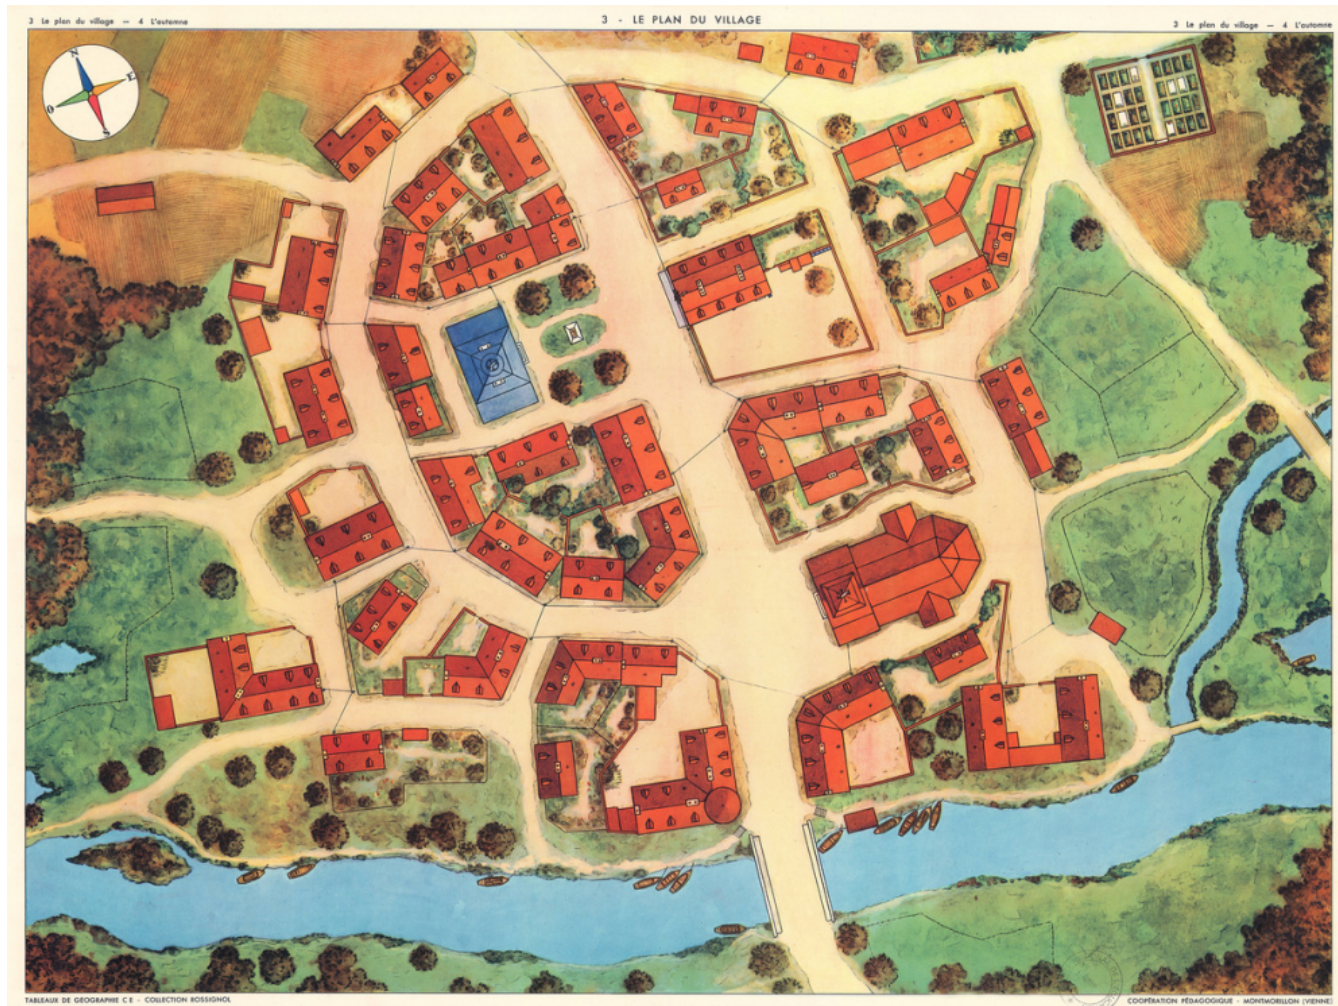 3 Le plan du village — 4 L'automne
3 - LE PLAN DU VILLAGE
3 Le plan du village — 4 L'automne
N
E
O
S
TABLEAUX DE GÉOGRAPHIE C E - COLLECTION ROSSIGNOL
COOPÉRATION PÉDAGOGIQUE - MONTMORILLON (VIENNE)